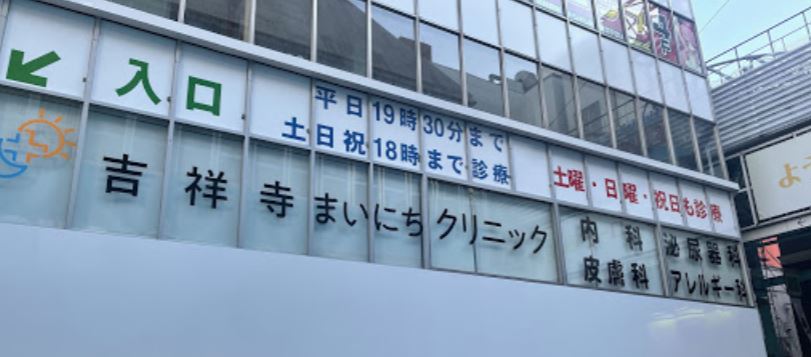 入口
平日19時30分まで
土日祝18時まで診療
土曜・日曜・祝日も診療
吉祥寺まいにちクリニック
内科 泌尿器科
皮膚科 アレルギー科
よ